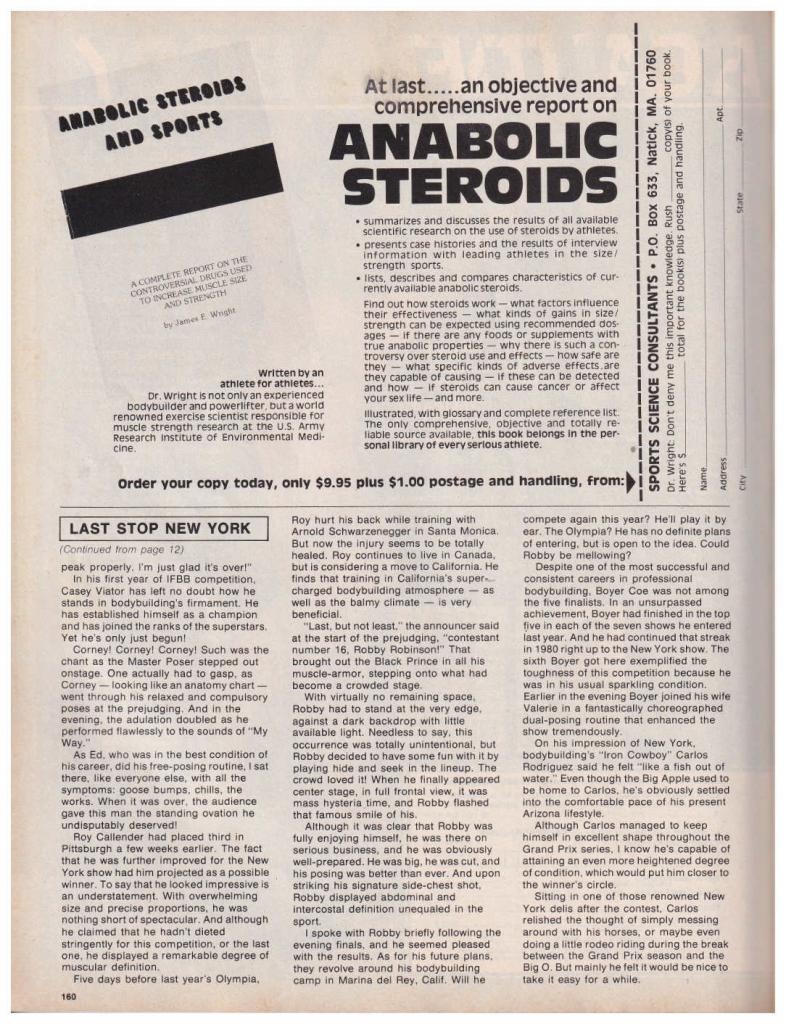 ANABOLIC STEROIDS
AND SPORTS
A COMPLETE REPORT ON THE
CONTROVERSIAL DRUGS USED
TO INCREASE MUSCLE SIZE
AND STRENGTH
by James E. Wright
Written by an
athlete for athletes...
Dr. Wright is not only an experienced
bodybuilder and powerlifter, but a world
renowned exercise scientist responsible for
muscle strength research at the U.S. Army
Research Institute of Environmental Medi-
cine.
At last.....an objective and
comprehensive report on
ANABOLIC
STEROIDS
• summarizes and discusses the results of all available
scientific research on the use of steroids by athletes.
• presents case histories and the results of interview
information with leading athletes in the size/
strength sports.
• lists, describes and compares characteristics of cur-
rently available anabolic steroids.
Find out how steroids work — what factors influence
their effectiveness — what kinds of gains in size/
strength can be expected using recommended dos-
ages — if there are any foods or supplements with
true anabolic properties — why there is such a con-
troversy over steroid use and effects — how safe are
they — what specific kinds of adverse effects are
they capable of causing — if these can be detected
and how — if steroids can cause cancer or affect
your sex life — and more.
Illustrated, with glossary and complete reference list.
The only comprehensive, objective and totally re-
liable source available, this book belongs in the per-
sonal library of every serious athlete.
Order your copy today, only $9.95 plus $1.00 postage and handling, from:
SPORTS SCIENCE CONSULTANTS • P.O. Box 633, Natick, MA. 01760
Dr. Wright: Don't deny me this important knowledge. Rush ______ copy(s) of your book.
Here's $______ total for the book(s) plus postage and handling.
Name
Address Apt.
City State Zip
LAST STOP NEW YORK
(Continued from page 12)
peak properly. I'm just glad it's over!"
In his first year of IFBB competition,
Casey Viator has left no doubt how he
stands in bodybuilding's firmament. He
has established himself as a champion
and has joined the ranks of the superstars.
Yet he's only just begun!
Corney! Corney! Corney! Such was the
chant as the Master Poser stepped out
onstage. One actually had to gasp, as
Corney — looking like an anatomy chart —
went through his relaxed and compulsory
poses at the prejudging. And in the
evening, the adulation doubled as he
performed flawlessly to the sounds of "My
Way."
As Ed, who was in the best condition of
his career, did his free-posing routine, I sat
there, like everyone else, with all the
symptoms: goose bumps, chills, the
works. When it was over, the audience
gave this man the standing ovation he
undisputably deserved!
Roy Callender had placed third in
Pittsburgh a few weeks earlier. The fact
that he was further improved for the New
York show had him projected as a possible
winner. To say that he looked impressive is
an understatement. With overwhelming
size and precise proportions, he was
nothing short of spectacular. And although
he claimed that he hadn't dieted
stringently for this competition, or the last
one, he displayed a remarkable degree of
muscular definition.
Five days before last year's Olympia,
Roy hurt his back while training with
Arnold Schwarzenegger in Santa Monica.
But now the injury seems to be totally
healed. Roy continues to live in Canada,
but is considering a move to California. He
finds that training in California's super-
charged bodybuilding atmosphere — as
well as the balmy climate — is very
beneficial.
"Last, but not least," the announcer said
at the start of the prejudging, "contestant
number 16, Robby Robinson!" That
brought out the Black Prince in all his
muscle-armor, stepping onto what had
become a crowded stage.
With virtually no remaining space,
Robby had to stand at the very edge,
against a dark backdrop with little
available light. Needless to say, this
occurrence was totally unintentional, but
Robby decided to have some fun with it by
playing hide and seek in the lineup. The
crowd loved it! When he finally appeared
center stage, in full frontal view, it was
mass hysteria time, and Robby flashed
that famous smile of his.
Although it was clear that Robby was
fully enjoying himself, he was there on
serious business, and he was obviously
well-prepared. He was big, he was cut, and
his posing was better than ever. And upon
striking his signature side-chest shot,
Robby displayed abdominal and
intercostal definition unequaled in the
sport.
I spoke with Robby briefly following the
evening finals, and he seemed pleased
with the results. As for his future plans,
they revolve around his bodybuilding
camp in Marina del Rey, Calif. Will he
compete again this year? He'll play it by
ear. The Olympia? He has no definite plans
of entering, but is open to the idea. Could
Robby be mellowing?
Despite one of the most successful and
consistent careers in professional
bodybuilding, Boyer Coe was not among
the five finalists. In an unsurpassed
achievement, Boyer had finished in the top
five in each of the seven shows he entered
last year. And he had continued that streak
in 1980 right up to the New York show. The
sixth Boyer got here exemplified the
toughness of this competition because he
was in his usual sparkling condition.
Earlier in the evening Boyer joined his wife
Valerie in a fantastically choreographed
dual-posing routine that enhanced the
show tremendously.
On his impression of New York,
bodybuilding's "Iron Cowboy" Carlos
Rodriguez said he felt "like a fish out of
water." Even though the Big Apple used to
be home to Carlos, he's obviously settled
into the comfortable pace of his present
Arizona lifestyle.
Although Carlos managed to keep
himself in excellent shape throughout the
Grand Prix series, I know he's capable of
attaining an even more heightened degree
of condition, which would put him closer to
the winner's circle.
Sitting in one of those renowned New
York delis after the contest, Carlos
relished the thought of simply messing
around with his horses, or maybe even
doing a little rodeo riding during the break
between the Grand Prix season and the
Big O. But mainly he felt it would be nice to
take it easy for a while.
160